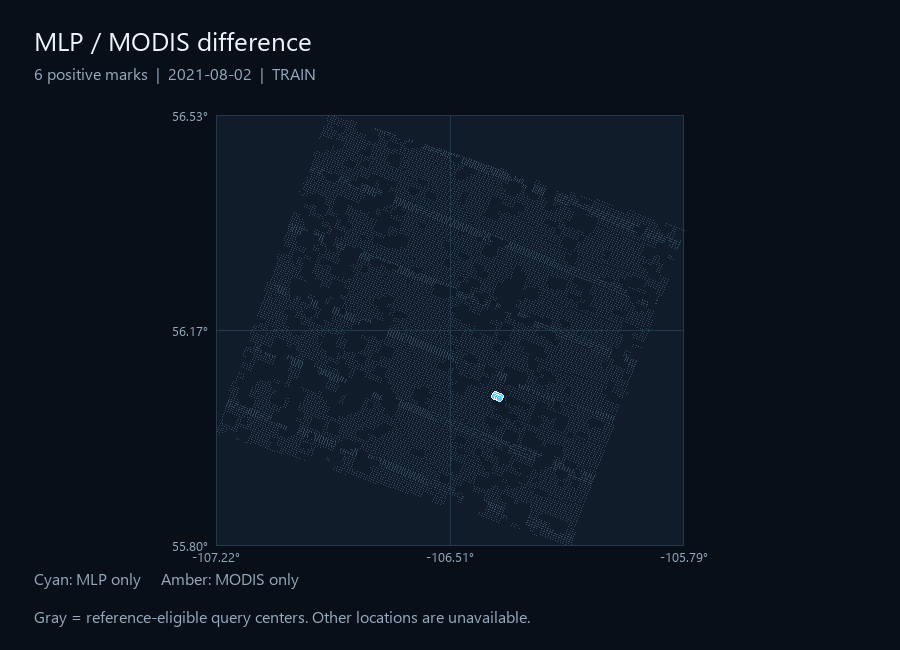 MLP / MODIS difference
6 positive marks | 2021-08-02 | TRAIN
56.53°
56.17°
55.80°
-107.22° -106.51° -105.79°
Cyan: MLP only Amber: MODIS only
Gray = reference-eligible query centers. Other locations are unavailable.